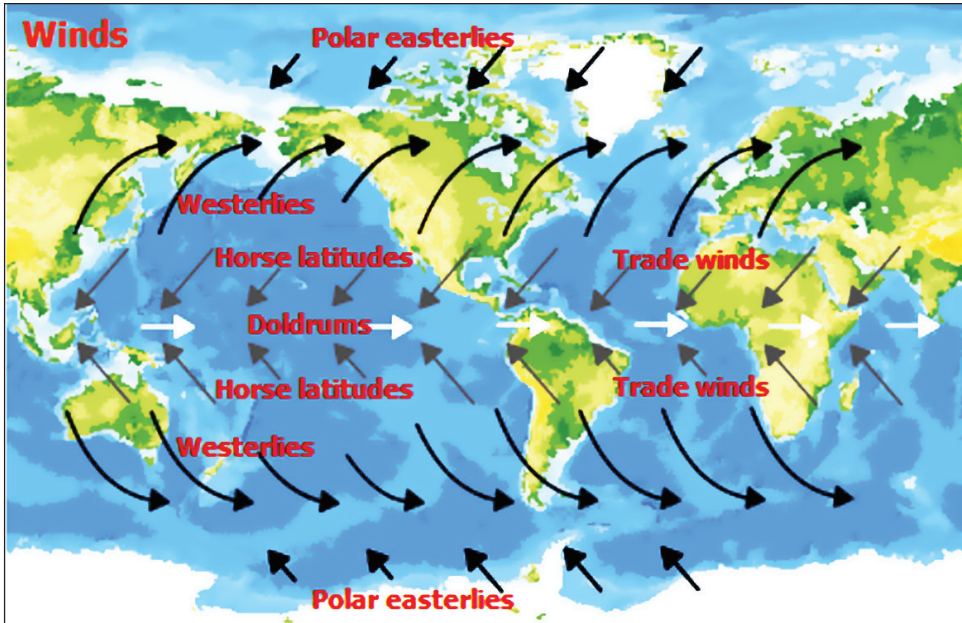 Winds
Polar easterlies
Westerlies
Horse latitudes
Trade winds
Doldrums
Horse latitudes
Trade winds
Westerlies
Polar easterlies